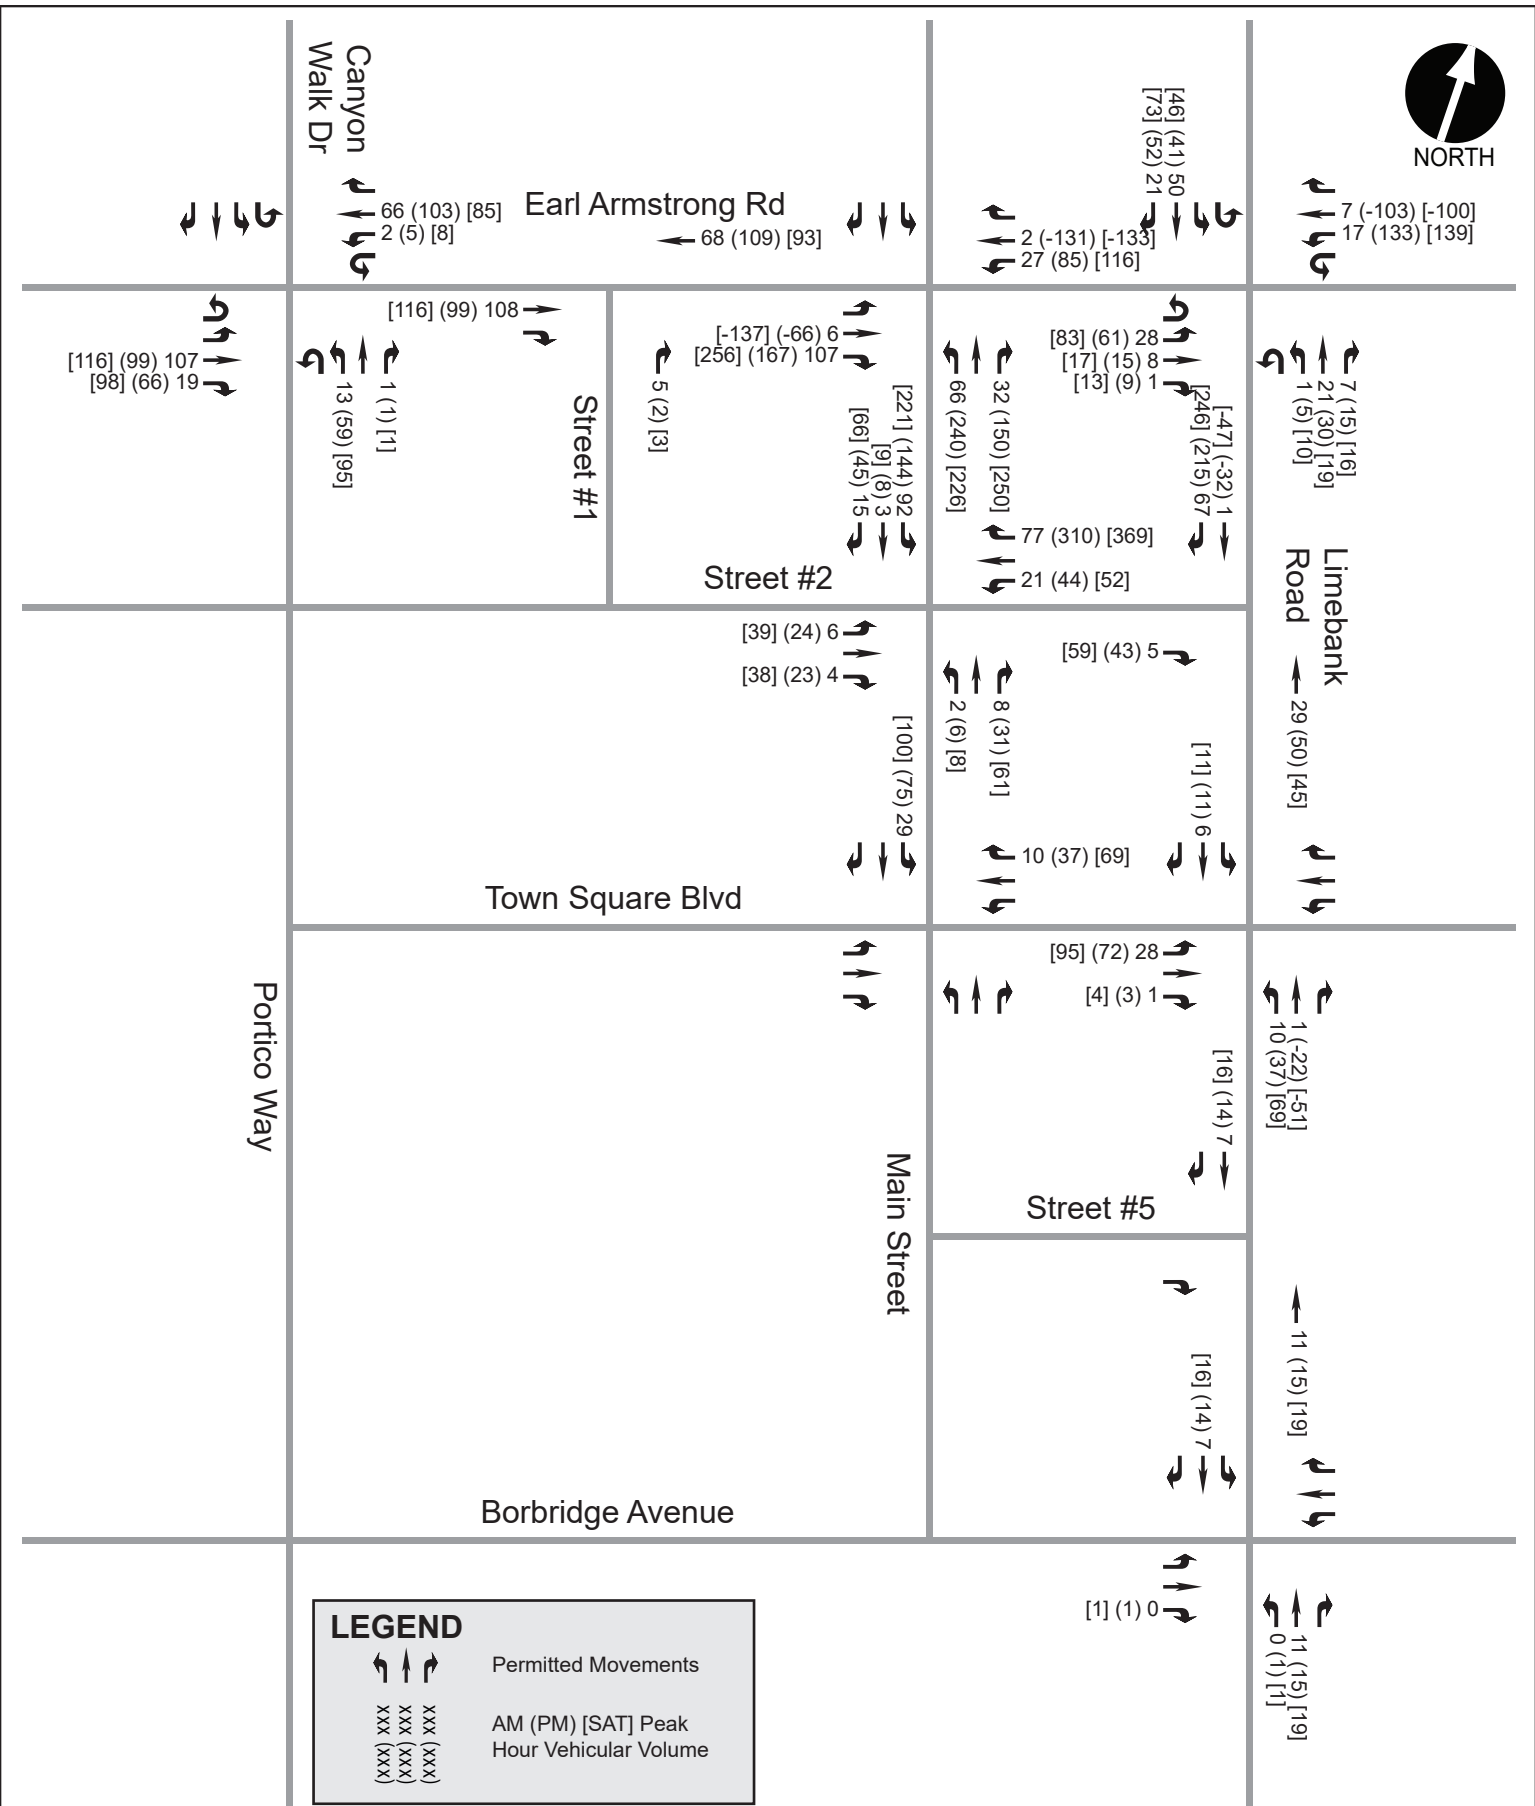 Canyon
Walk Dr
[46] (41) 50
[73] (52) 21
NORTH
66 (103) [85]
2 (5) [8]
Earl Armstrong Rd
68 (109) [93]
2 (-131) [-133]
27 (85) [116]
7 (-103) [-100]
17 (133) [139]
[116] (99) 107
[98] (66) 19
13 (59) [95]
1 (1) [1]
[116] (99) 108
Street #1
5 (2) [3]
[-137] (-66) 6
[256] (167) 107
[221] (144) 92
[9] (8) 3
[66] (45) 15
66 (240) [226]
32 (150) [250]
[83] (61) 28
[17] (15) 8
[13] (9) 1
[-47] (-32) 1
[246] (215) 67
7 (15) [16]
21 (30) [19]
1 (5) [10]
77 (310) [369]
21 (44) [52]
Street #2
Limebank
Road
[39] (24) 6
[38] (23) 4
[100] (75) 29
2 (6) [8]
8 (31) [61]
[59] (43) 5
[11] (11) 6
29 (50) [45]
10 (37) [69]
Town Square Blvd
Portico Way
[95] (72) 28
[4] (3) 1
1 (-22) [-51]
10 (37) [69]
[16] (14) 7
Main Street
Street #5
11 (15) [19]
[16] (14) 7
Borbridge Avenue
[1] (1) 0
11 (15) [19]
0 (1) [1]
LEGEND
Permitted Movements
xxx (xxx)
xxx (xxx)
xxx (xxx)
AM (PM) [SAT] Peak
Hour Vehicular Volume